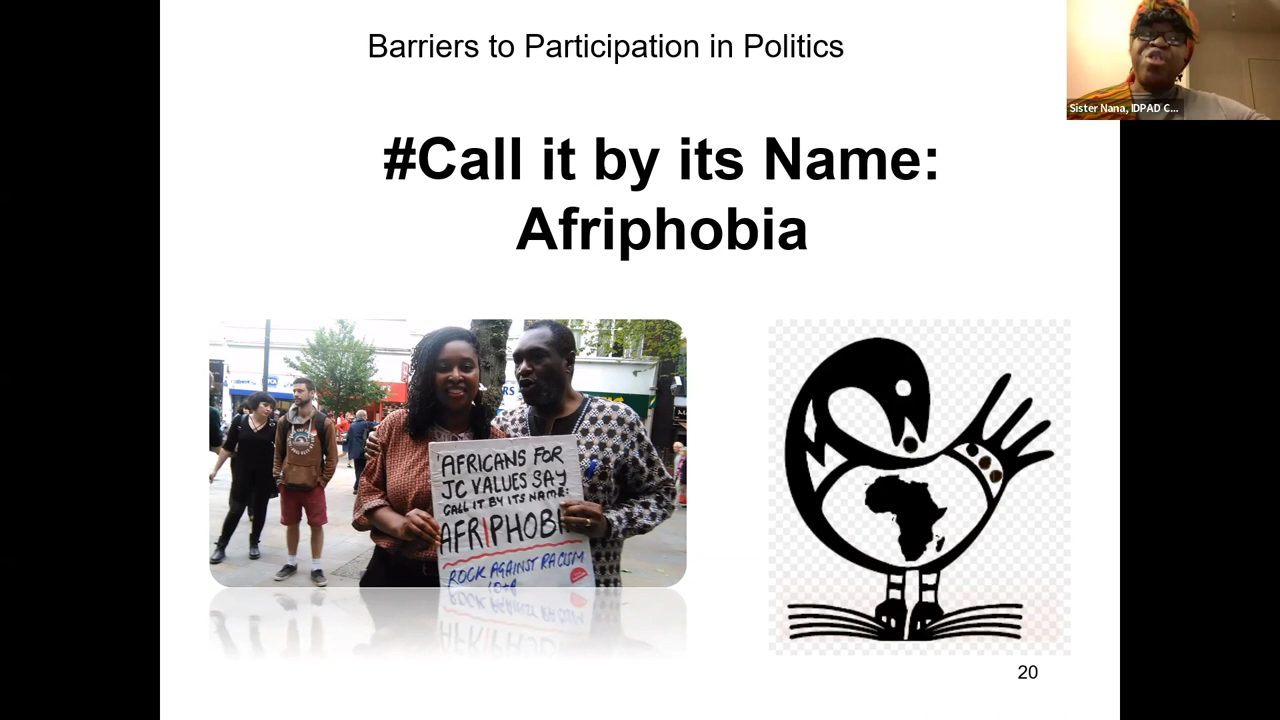 Barriers to Participation in Politics
Sister Nana, IDPAD C...
#Call it by its Name:
Afriphobia
AFRICANS FOR
JC VALUES SAY
CALL IT BY ITS NAME:
AFRIPHOBI
ROCK AGAINST RACISM
20